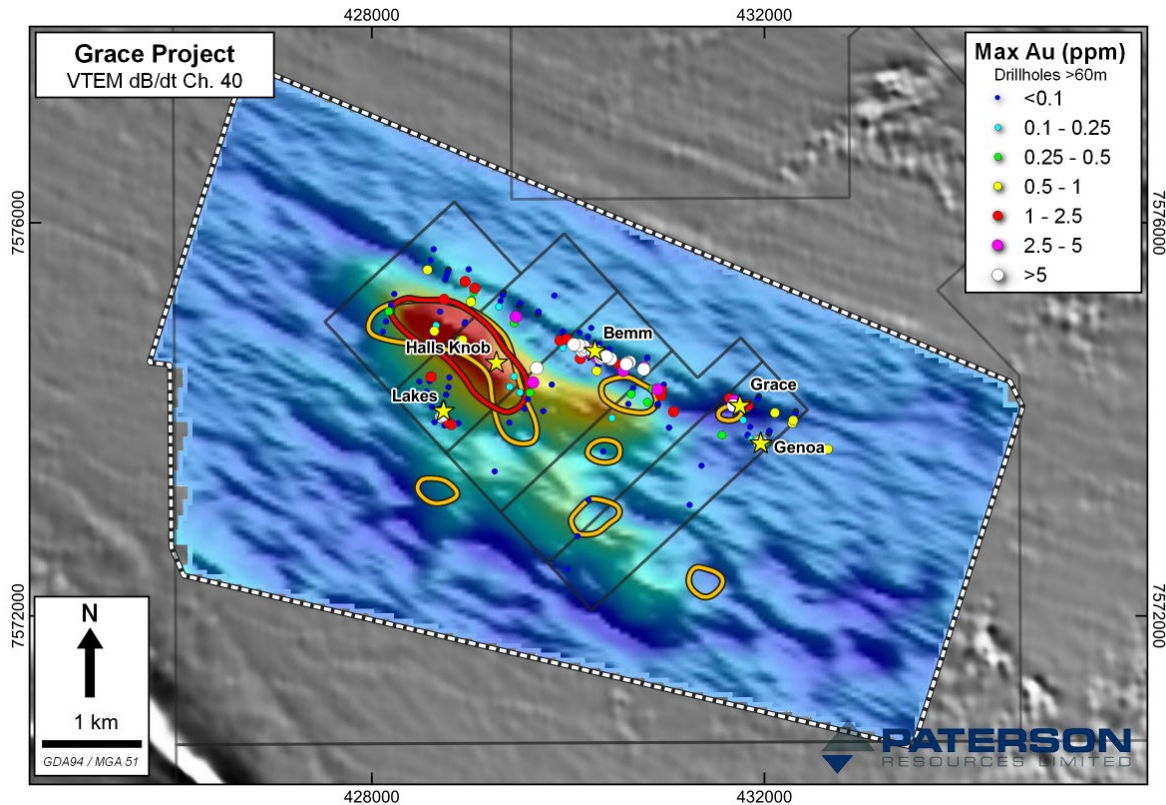 428000
432000
Grace Project
VTEM dB/dt Ch. 40
Max Au (ppm)
Drillholes >60m
<0.1
0.1 - 0.25
0.25 - 0.5
0.5 - 1
1 - 2.5
2.5 - 5
>5
7576000
7576000
Bemm
Halls Knob
Grace
Lakes
Genoa
7572000
7572000
N
1 km
GDA94 / MGA 51
PATERSON
RESOURCES LIMITED
428000
432000